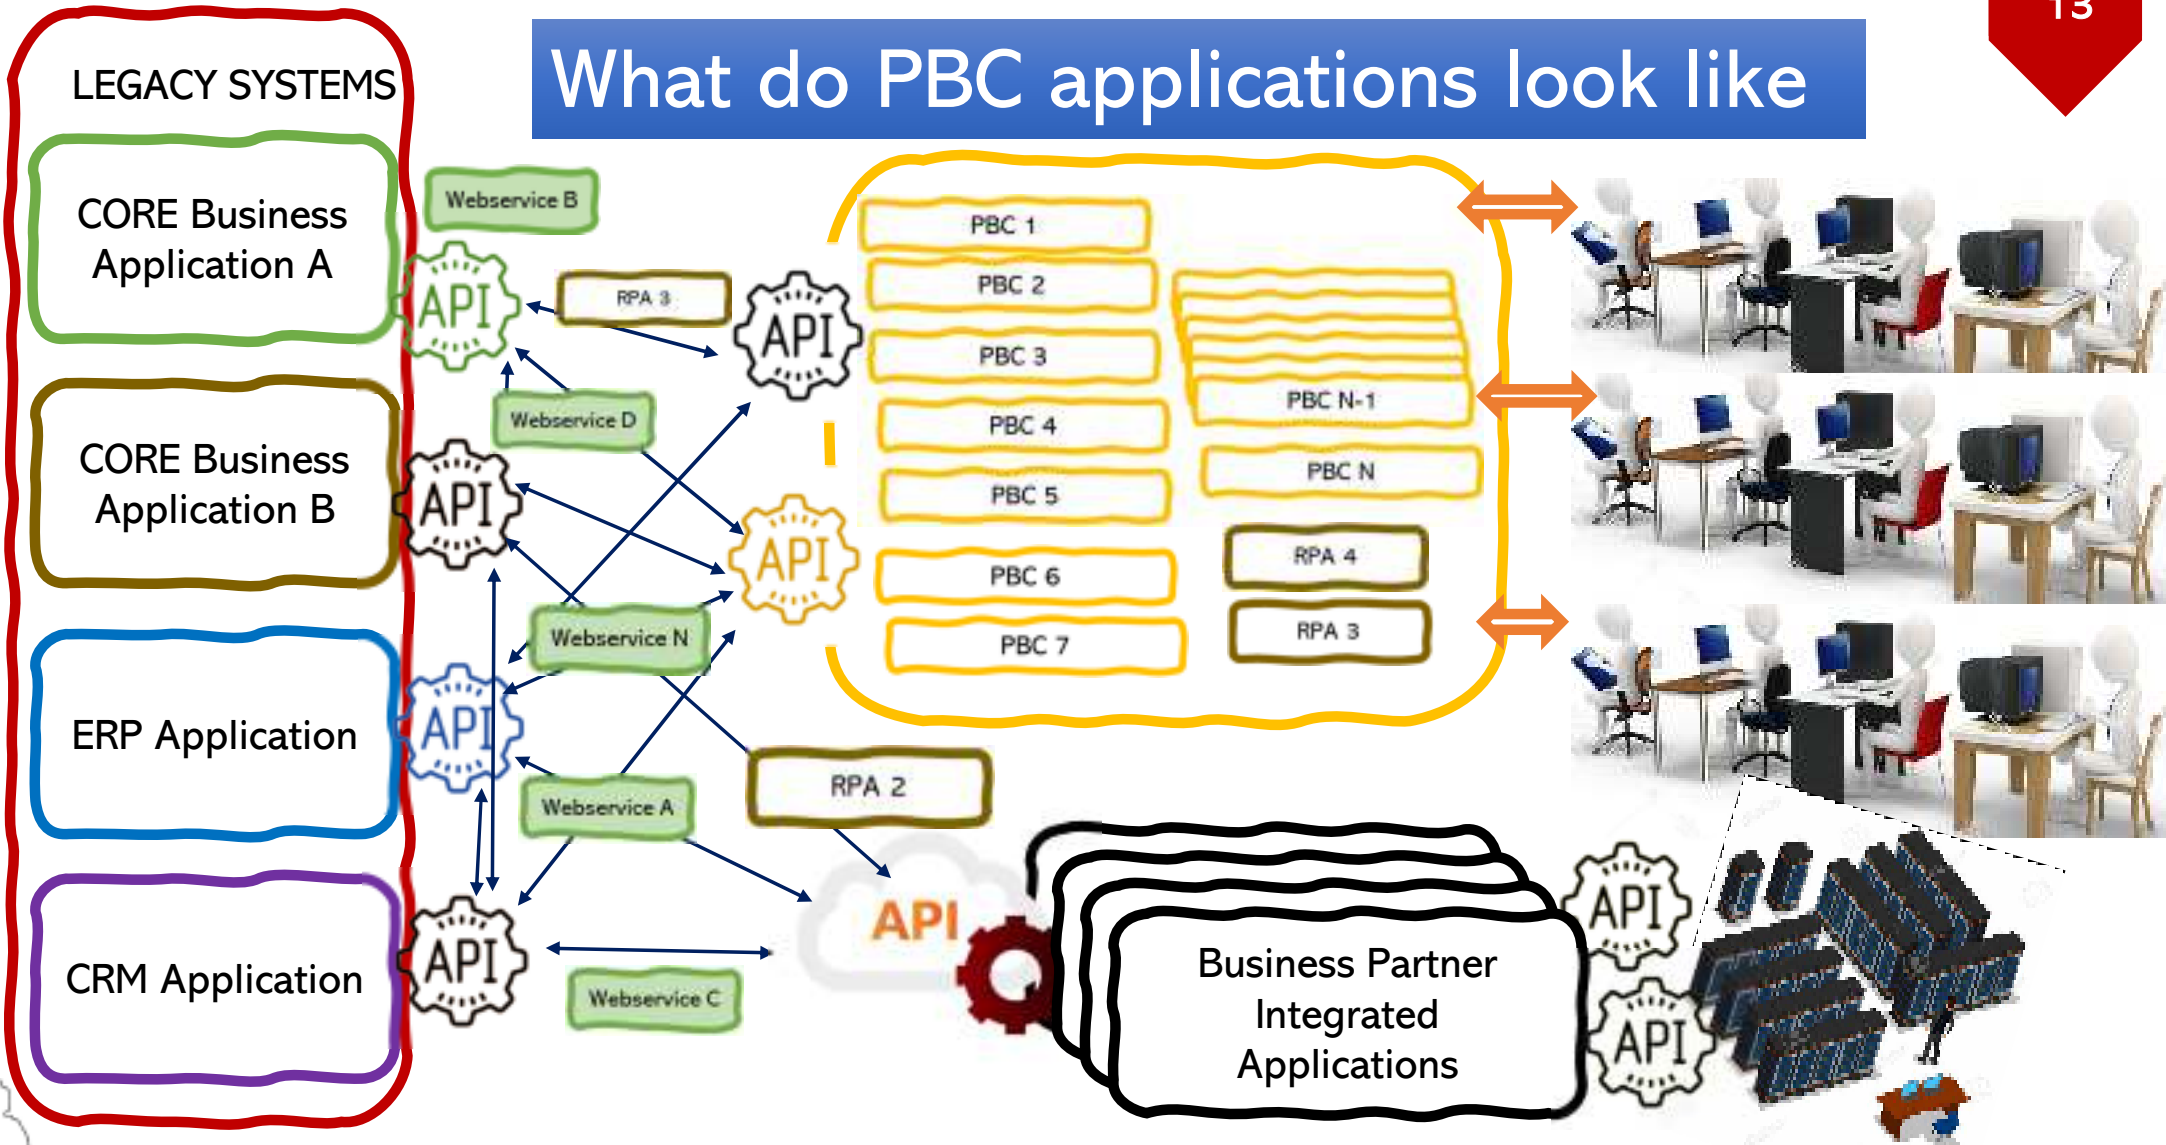 13
What do PBC applications look like
LEGACY SYSTEMS
CORE Business
Application A
CORE Business
Application B
ERP Application
CRM Application
API
API
API
API
Webservice B
RPA 3
Webservice D
Webservice N
Webservice A
Webservice C
RPA 2
API
API
API
PBC 1
PBC 2
PBC 3
PBC 4
PBC 5
PBC 6
PBC 7
PBC N-1
PBC N
RPA 4
RPA 3
Business Partner
Integrated
Applications
API
API